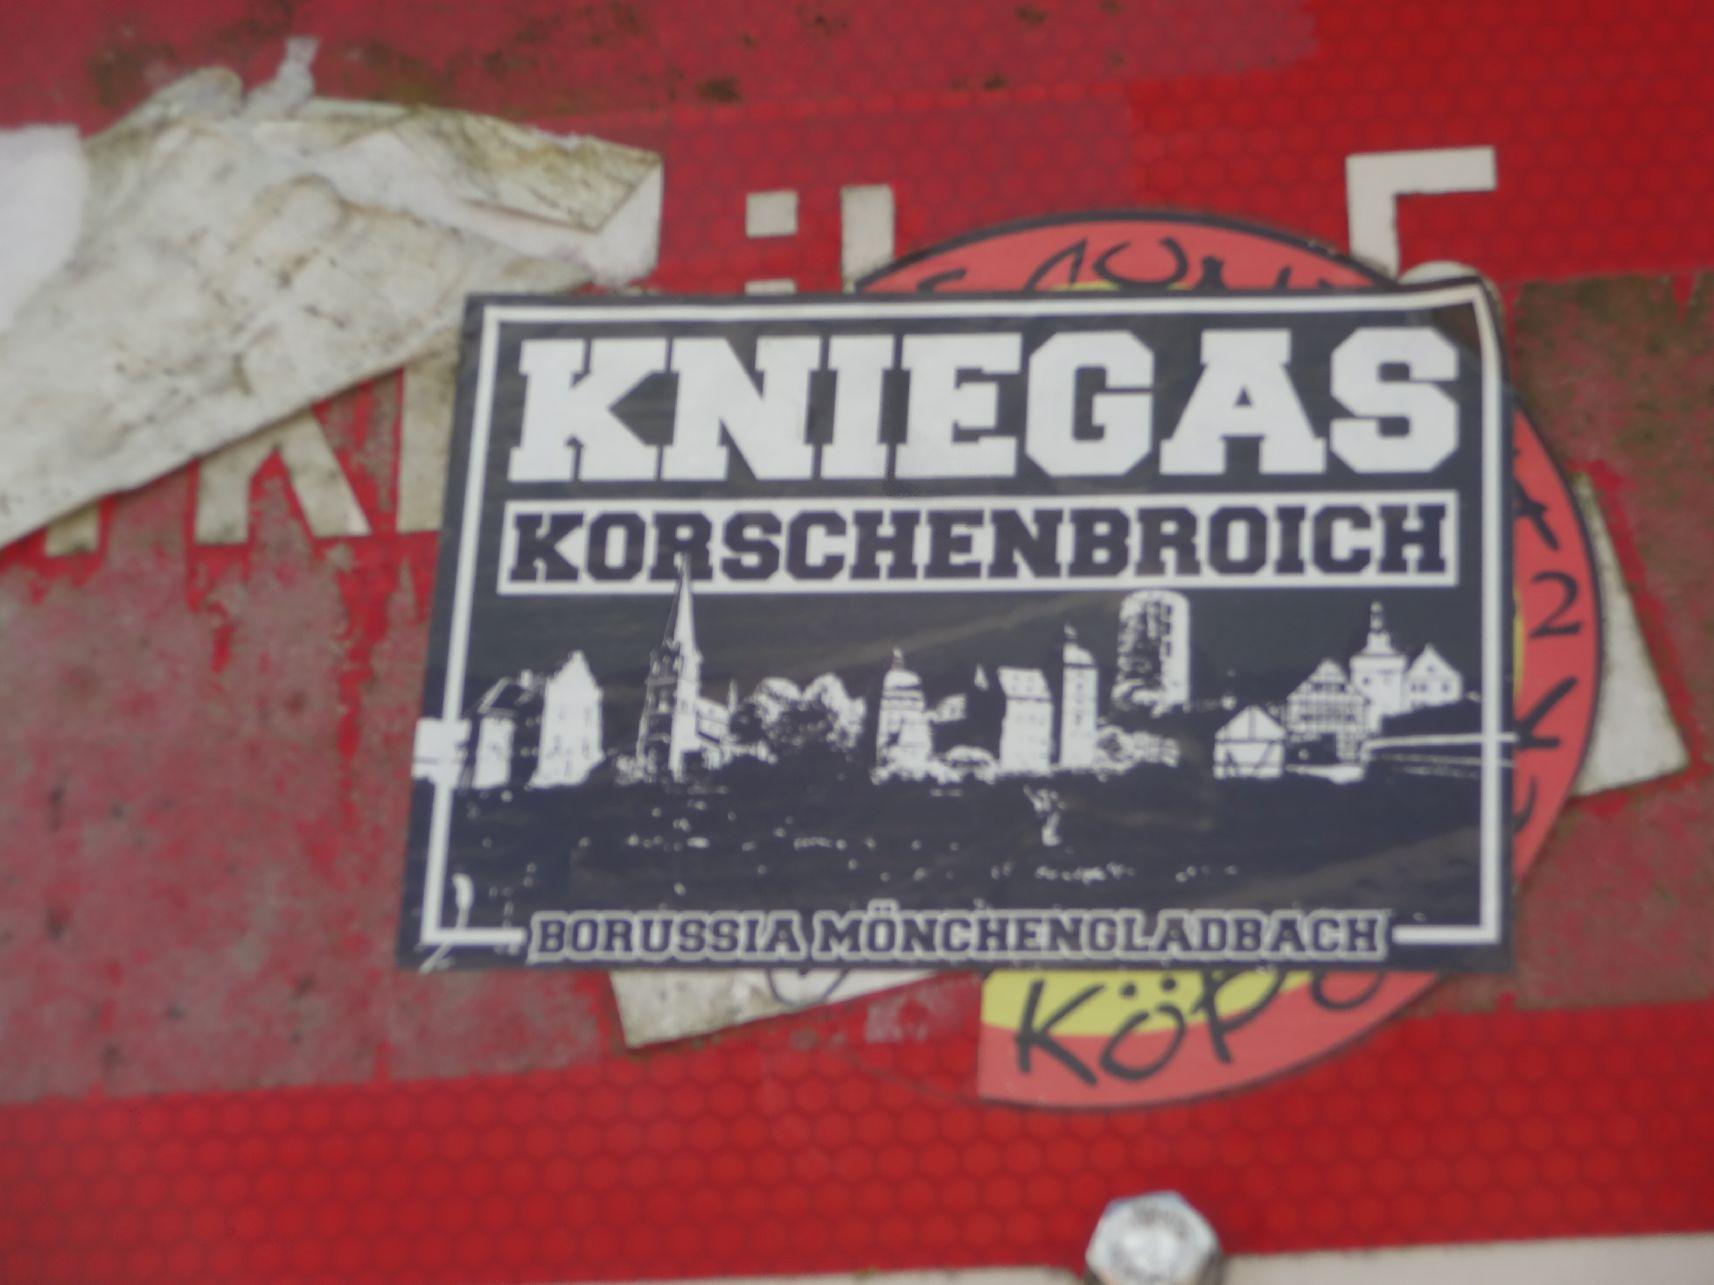 KNIEGAS
KORSCHENBROICH
BORUSSIA MÖNCHENGLADBACH